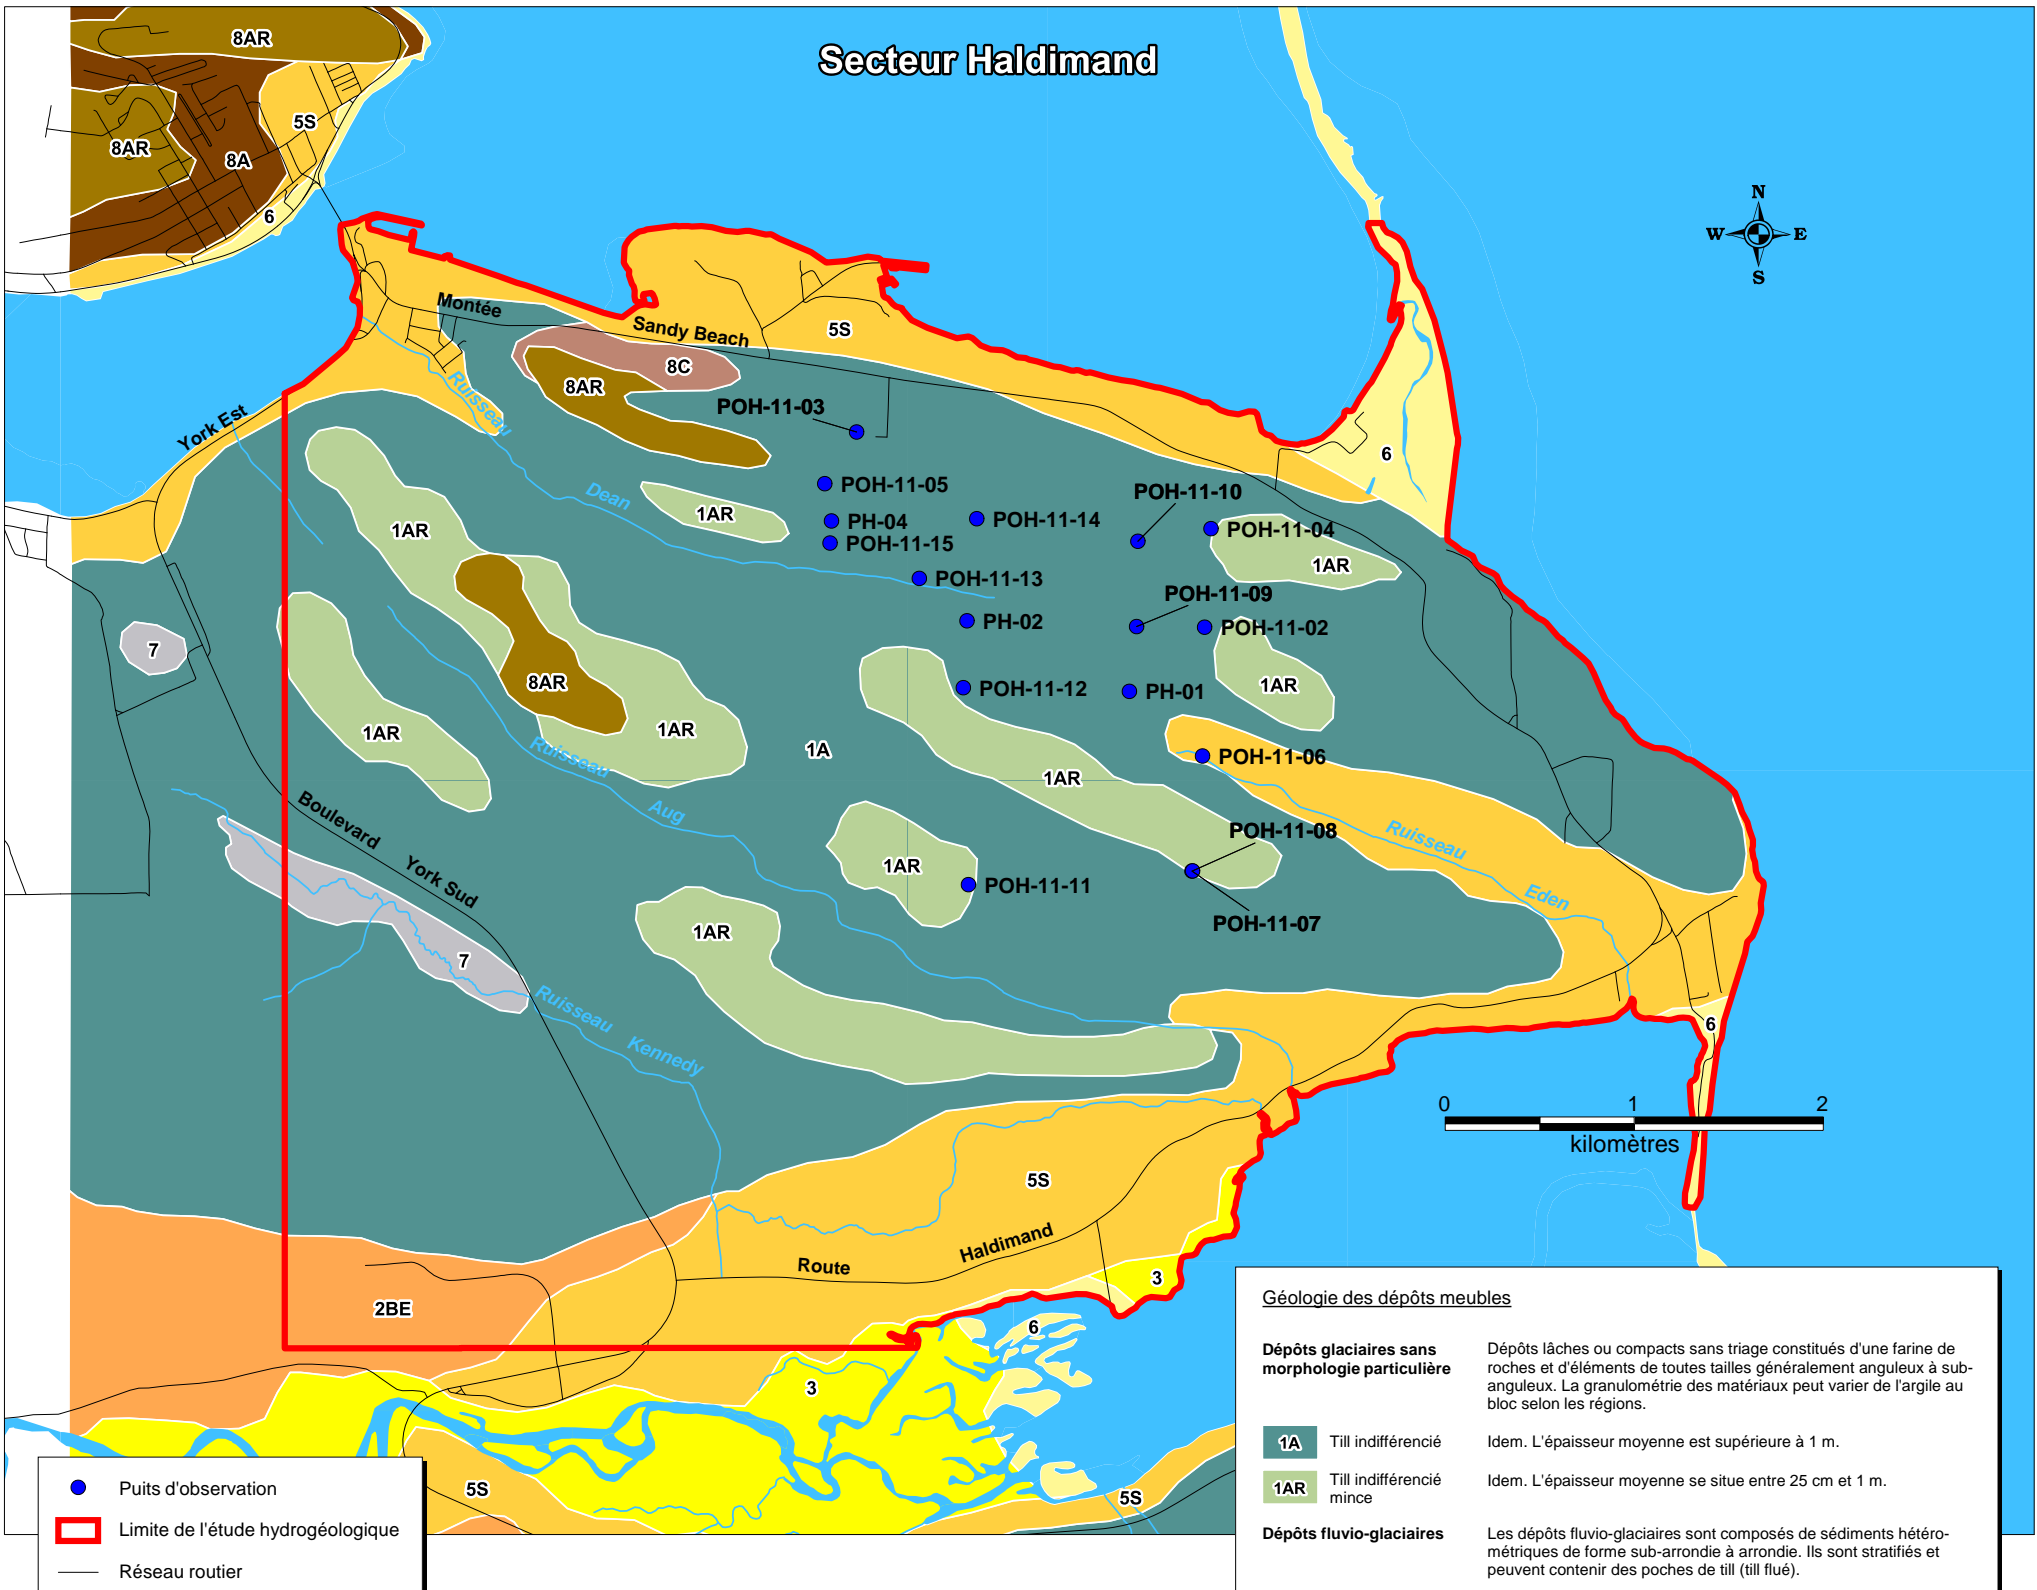 Secteur Haldimand
8AR
5S
8AR
8A
6
N
W E
S
Montée
Sandy Beach
5S
8C
8AR
POH-11-03
York Est
Ruisseau
Dean
6
POH-11-05
POH-11-10
1AR
1AR
PH-04
POH-11-14
POH-11-04
POH-11-15
1AR
POH-11-13
POH-11-09
PH-02
POH-11-02
7
8AR
POH-11-12
PH-01
1AR
1AR
1AR
Ruisseau
1A
POH-11-06
1AR
Boulevard
Aug
POH-11-08
Ruisseau
York Sud
1AR
POH-11-11
Eden
POH-11-07
1AR
7
Ruisseau
Kennedy
6
0 1 2
kilomètres
5S
Haldimand
Route
3
2BE
6
3
5S
5S
Puits d'observation
Limite de l'étude hydrogéologique
Réseau routier
Géologie des dépôts meubles
Dépôts glaciaires sans
morphologie particulière
Dépôts lâches ou compacts sans triage constitués d'une farine de
roches et d'éléments de toutes tailles généralement anguleux à sub-
anguleux. La granulométrie des matériaux peut varier de l'argile au
bloc selon les régions.
1A Till indifférencié Idem. L'épaisseur moyenne est supérieure à 1 m.
1AR Till indifférencié
mince
Idem. L'épaisseur moyenne se situe entre 25 cm et 1 m.
Dépôts fluvio-glaciaires
Les dépôts fluvio-glaciaires sont composés de sédiments hétéro-
métriques de forme sub-arrondie à arrondie. Ils sont stratifiés et
peuvent contenir des poches de till (till flué).